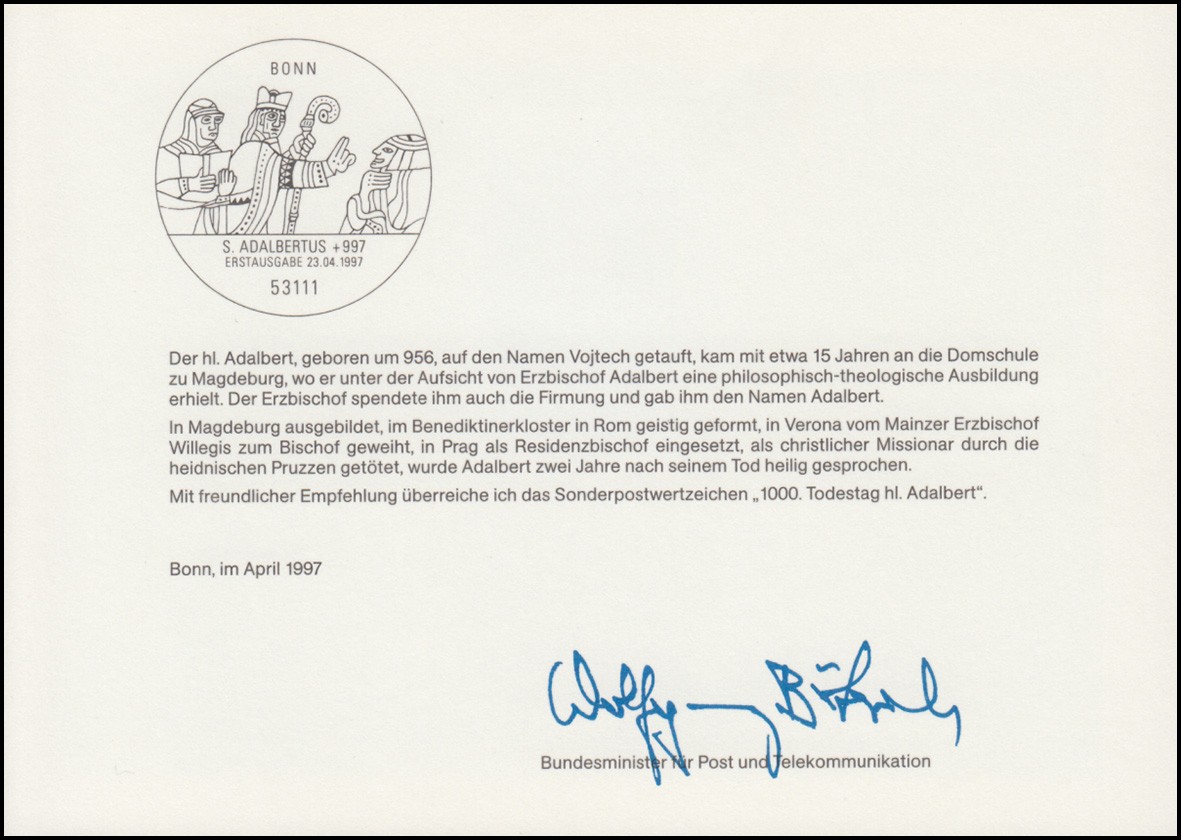 BONN
S. ADALBERTUS +997
ERSTAUSGABE 23.04.1997
53111
Der hl. Adalbert, geboren um 956, auf den Namen Vojtech getauft, kam mit etwa 15 Jahren an die Domschule
zu Magdeburg, wo er unter der Aufsicht von Erzbischof Adalbert eine philosophisch-theologische Ausbildung
erhielt. Der Erzbischof spendete ihm auch die Firmung und gab ihm den Namen Adalbert.
In Magdeburg ausgebildet, im Benediktinerkloster in Rom geistig geformt, in Verona vom Mainzer Erzbischof
Willegis zum Bischof geweiht, in Prag als Residenzbischof eingesetzt, als christlicher Missionar durch die
heidnischen Pruzzen getötet, wurde Adalbert zwei Jahre nach seinem Tod heilig gesprochen.
Mit freundlicher Empfehlung überreiche ich das Sonderpostwertzeichen „1000. Todestag hl. Adalbert“.
Bonn, im April 1997
Wolfgang Bötsch
Bundesminister für Post und Telekommunikation